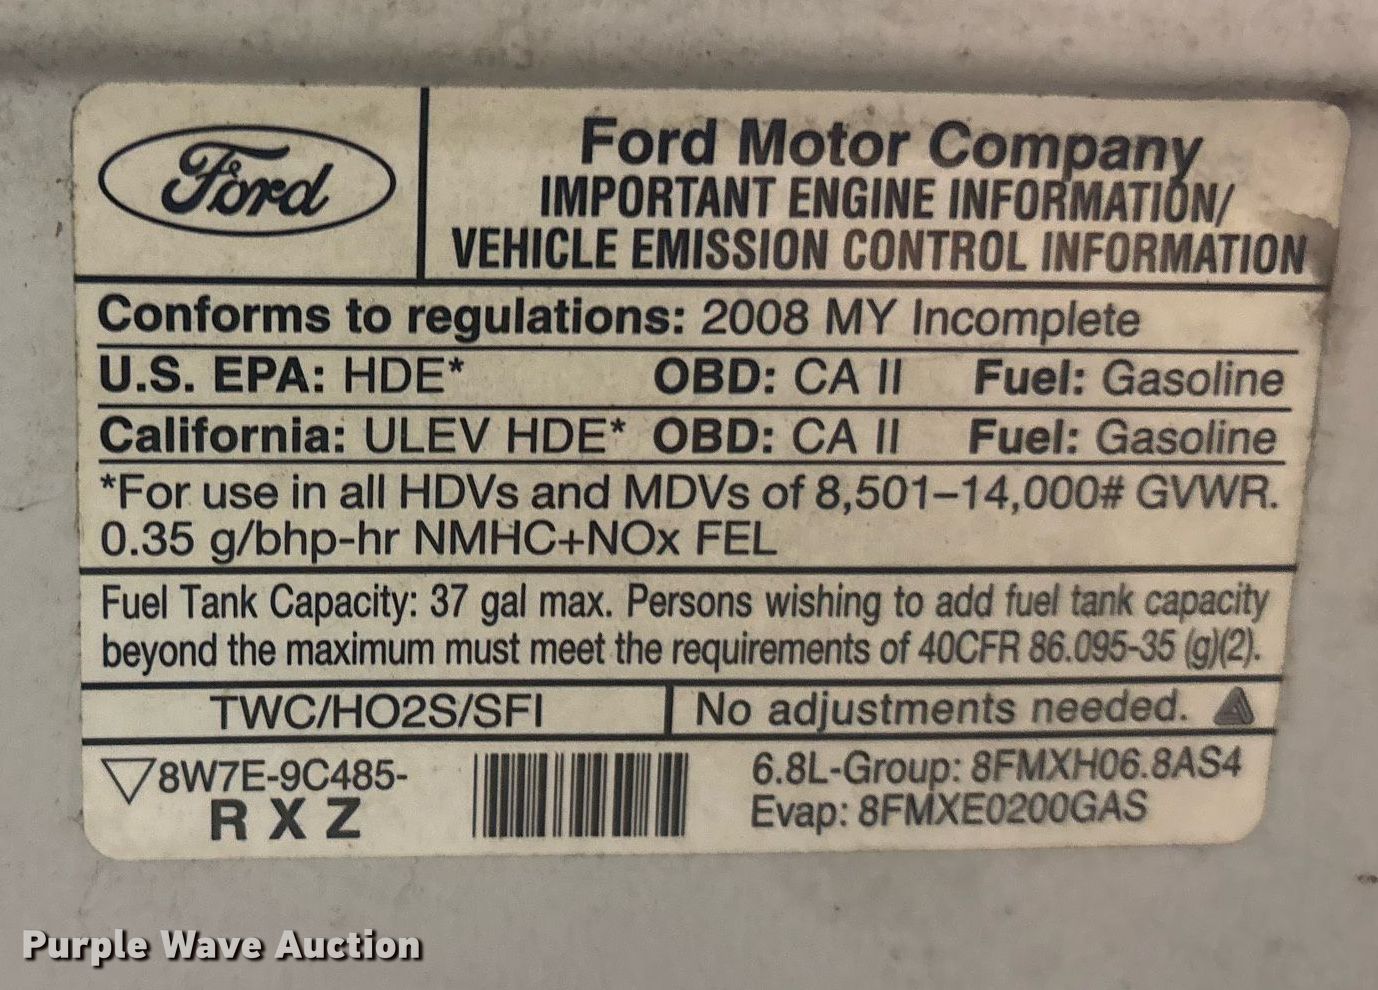 Ford
Ford Motor Company
IMPORTANT ENGINE INFORMATION/
VEHICLE EMISSION CONTROL INFORMATION
Conforms to regulations: 2008 MY Incomplete
U.S. EPA: HDE* OBD: CA II Fuel: Gasoline
California: ULEV HDE* OBD: CA II Fuel: Gasoline
*For use in all HDVs and MDVs of 8,501–14,000# GVWR.
0.35 g/bhp-hr NMHC+NOx FEL
Fuel Tank Capacity: 37 gal max. Persons wishing to add fuel tank capacity
beyond the maximum must meet the requirements of 40CFR 86.095-35 (g)(2).
TWC/HO2S/SFI
No adjustments needed.
8W7E-9C485-
R X Z
6.8L-Group: 8FMXH06.8AS4
Evap: 8FMXE0200GAS
Purple Wave Auction